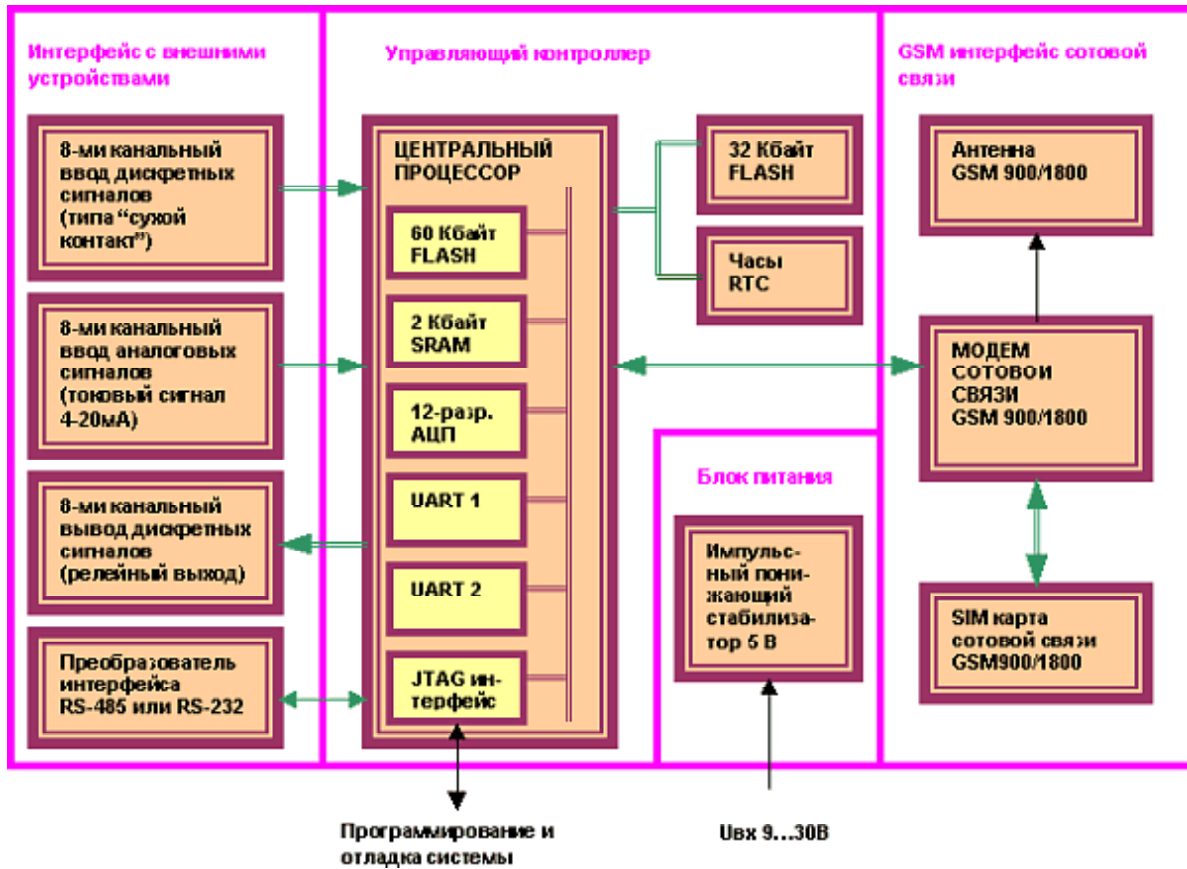 Интерфейс с внешними
устройствами
8-ми канальный
ввод дискретных
сигналов
(типа “сухой
контакт”)
8-ми канальный
ввод аналоговых
сигналов
(токовый сигнал
4-20мА)
8-ми канальный
вывод дискретных
сигналов
(релейный выход)
Преобразователь
интерфейса
RS-485 или RS-232
Управляющий контроллер
ЦЕНТРАЛЬНЫЙ
ПРОЦЕССОР
60 Кбайт
FLASH
2 Кбайт
SRAM
12-разр.
АЦП
UART 1
UART 2
JTAG ин-
терфейс
Программирование и
отладка системы
32 Кбайт
FLASH
Часы
RTC
Блок питания
Импульс-
ный пони-
жающий
стабилиза-
тор 5 В
Uвх 9...30В
GSM интерфейс сотовой
связи
Антенна
GSM 900/1800
МОДЕМ
СОТОВОЙ
СВЯЗИ
GSM 900/1800
SIM карта
сотовой связи
GSM900/1800